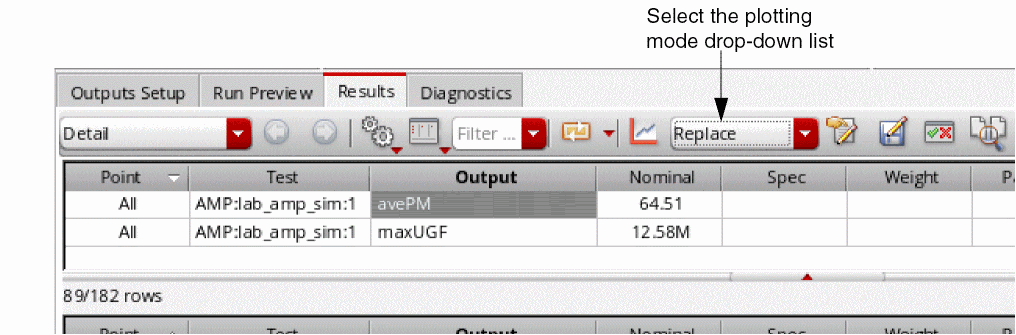 Select the plotting
mode drop-down list
Outputs Setup Run Preview Results Diagnostics
Detail Filter ... Replace
Point Test Output Nominal Spec Weight
All AMP:lab_amp_sim:1 avePM 64.51
All AMP:lab_amp_sim:1 maxUGF 12.58M
89/182 rows
Point Test Output Nominal Spec Weight